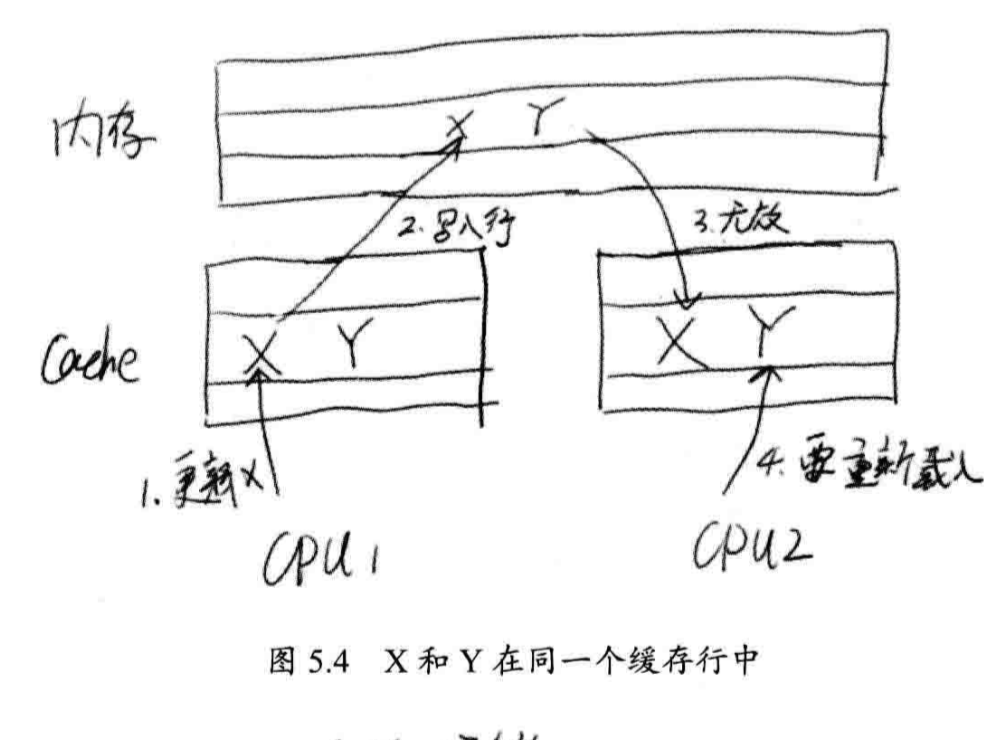 内存
X Y
2.写入行
3.无效
Cache
X Y
X Y
1.更新X
4.要重新载入
CPU1
CPU2
图 5.4 X 和 Y 在同一个缓存行中